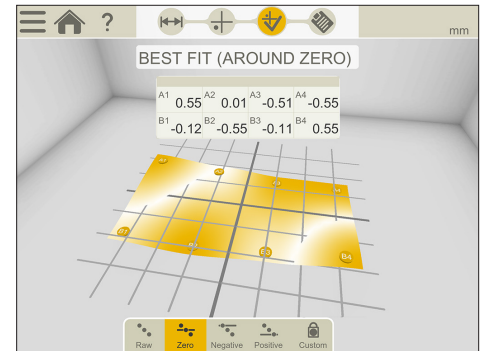 ?
mm
BEST FIT (AROUND ZERO)
A1 0.55 A2 0.01 A3 -0.51 A4 -0.55
B1 -0.12 B2 -0.55 B3 -0.11 B4 0.55
B3
B4
Raw Zero Negative Positive Custom